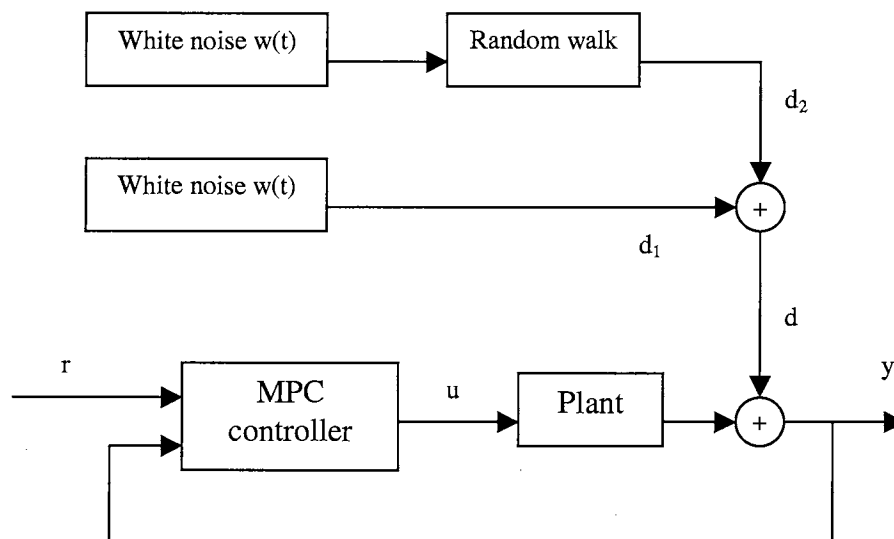 White noise w(t)
Random walk
d₂
White noise w(t)
+
d₁
d
r
y
MPC
controller
u
Plant
+